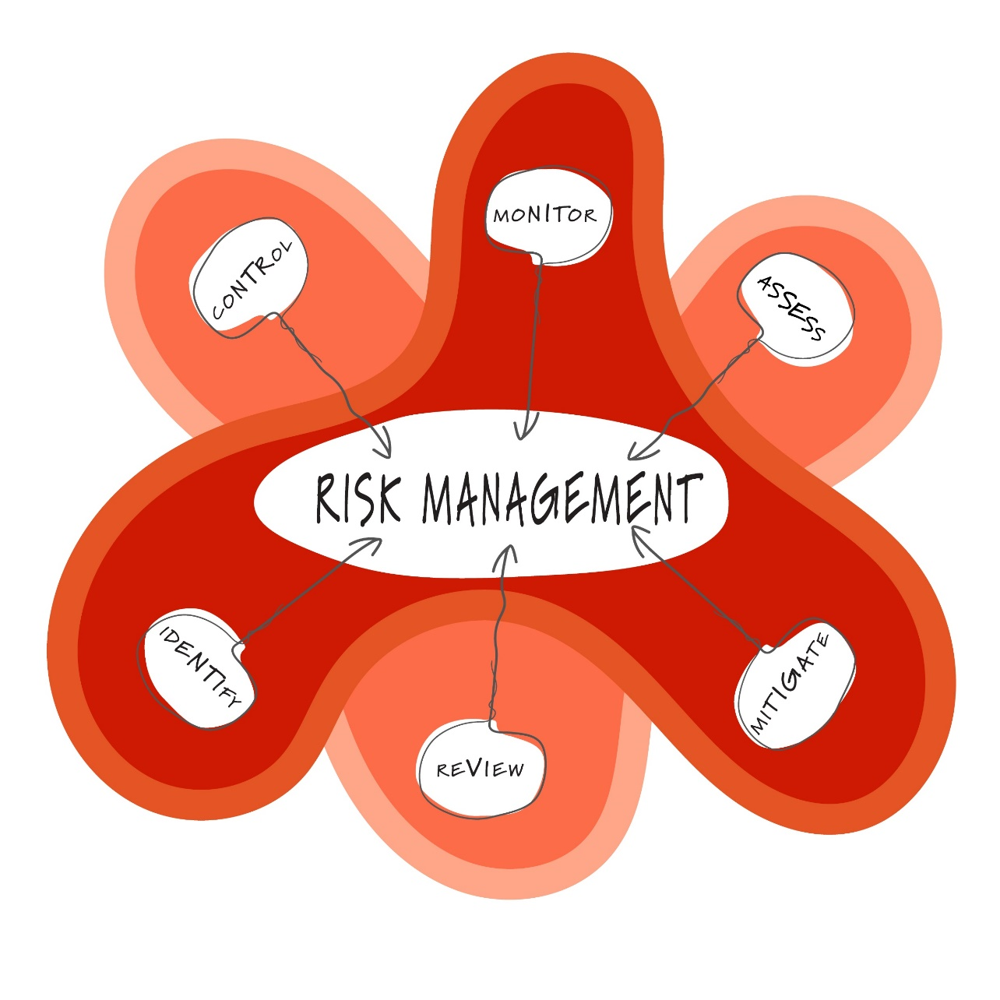 MONITOR
CONTROL
ASSESS
RISK MANAGEMENT
IDENTIFY
MITIGATE
REVIEW